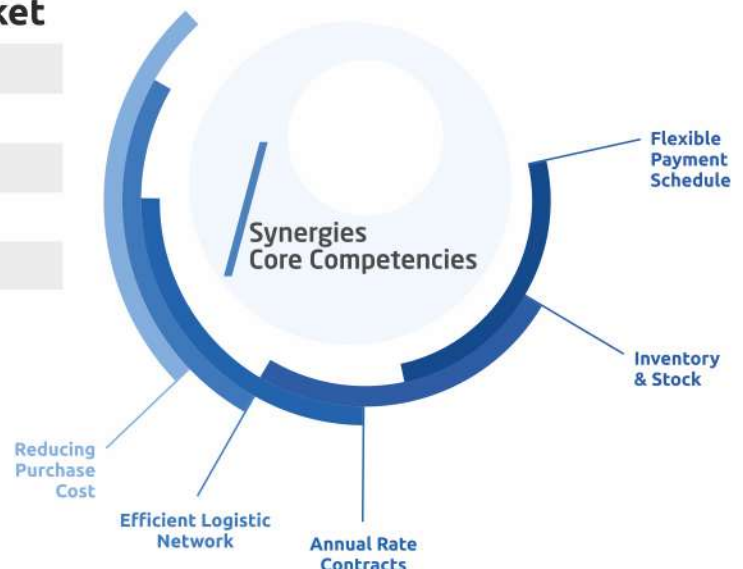 ket
Flexible
Payment
Schedule
Synergies
Core Competencies
Inventory
& Stock
Reducing
Purchase
Cost
Efficient Logistic
Network
Annual Rate
Contracts